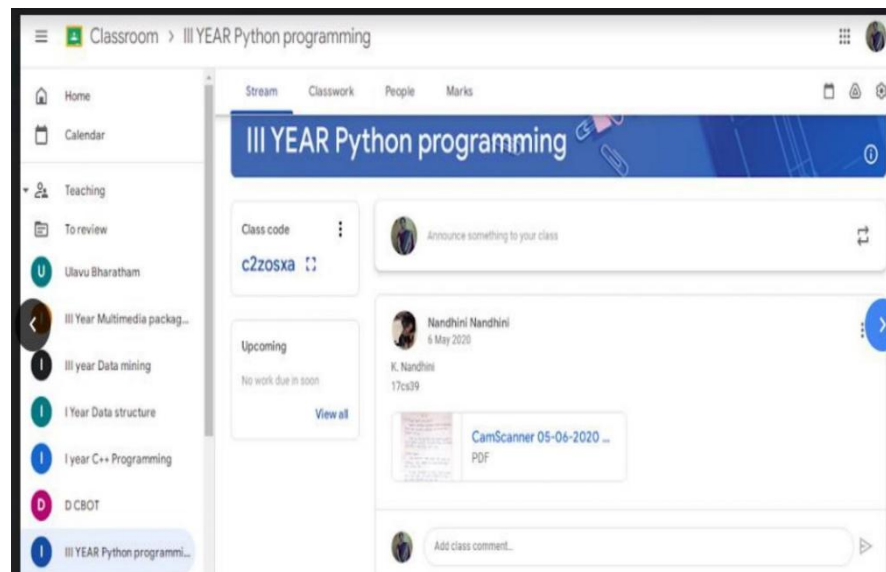 Classroom > III YEAR Python programming
Home
Calendar
Teaching
To review
U Ulavu Bharatham
III Year Multimedia packag...
I III year Data mining
I I Year Data structure
I I year C++ Programming
D D CBOT
I III YEAR Python programmi...
Stream Classwork People Marks
III YEAR Python programming
Class code
c2zosxa
Upcoming
No work due in soon
View all
Announce something to your class
Nandhini Nandhini
6 May 2020
K. Nandhini
17cs39
CamScanner 05-06-2020 ...
PDF
Add class comment...